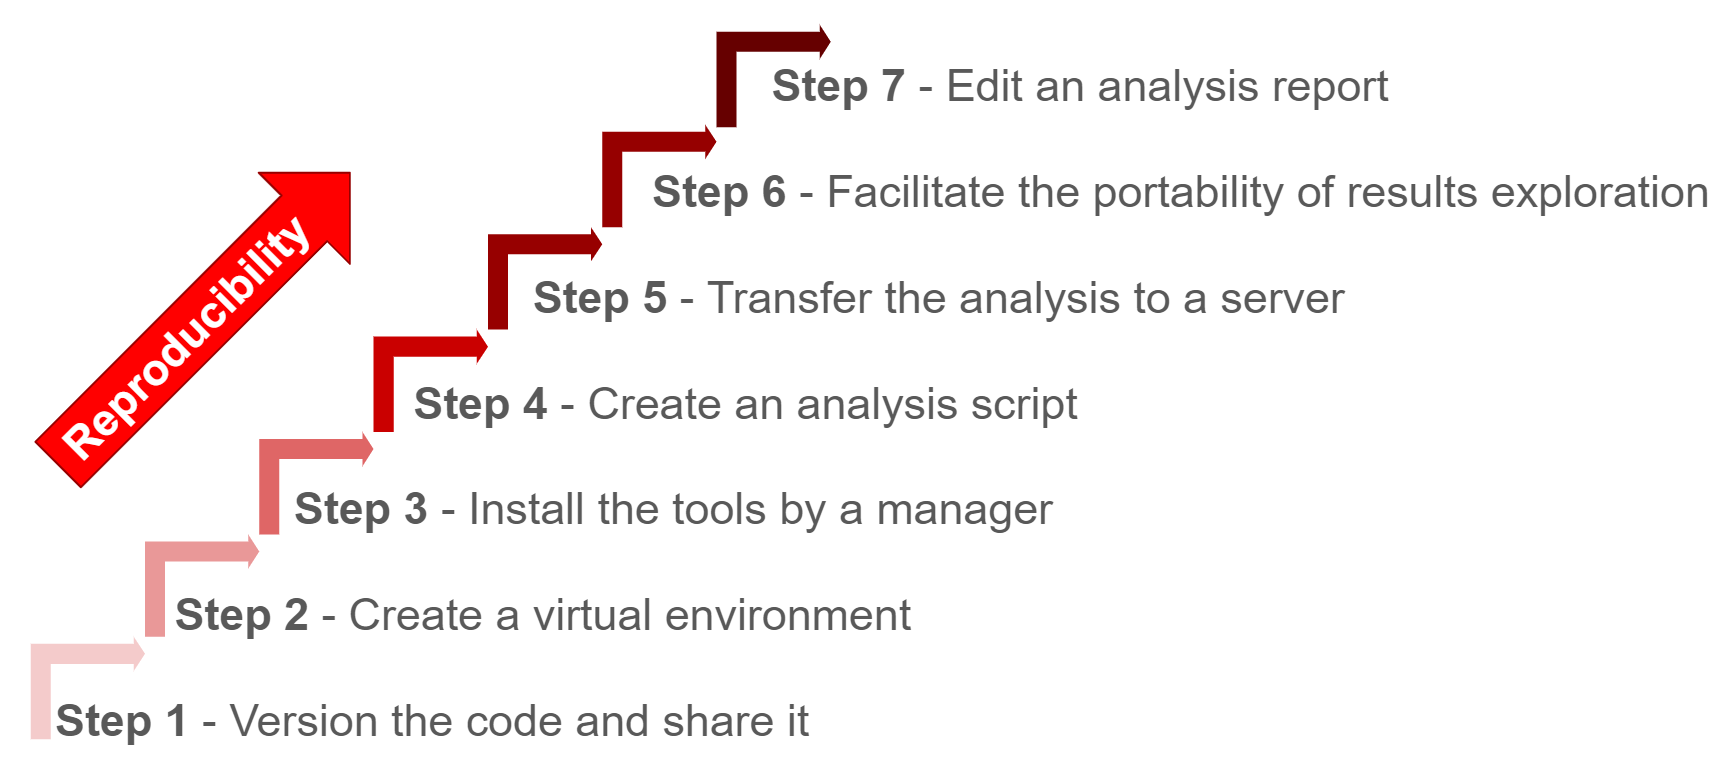 Step 7 - Edit an analysis report
Step 6 - Facilitate the portability of results exploration
Reproducibility
Step 5 - Transfer the analysis to a server
Step 4 - Create an analysis script
Step 3 - Install the tools by a manager
Step 2 - Create a virtual environment
Step 1 - Version the code and share it